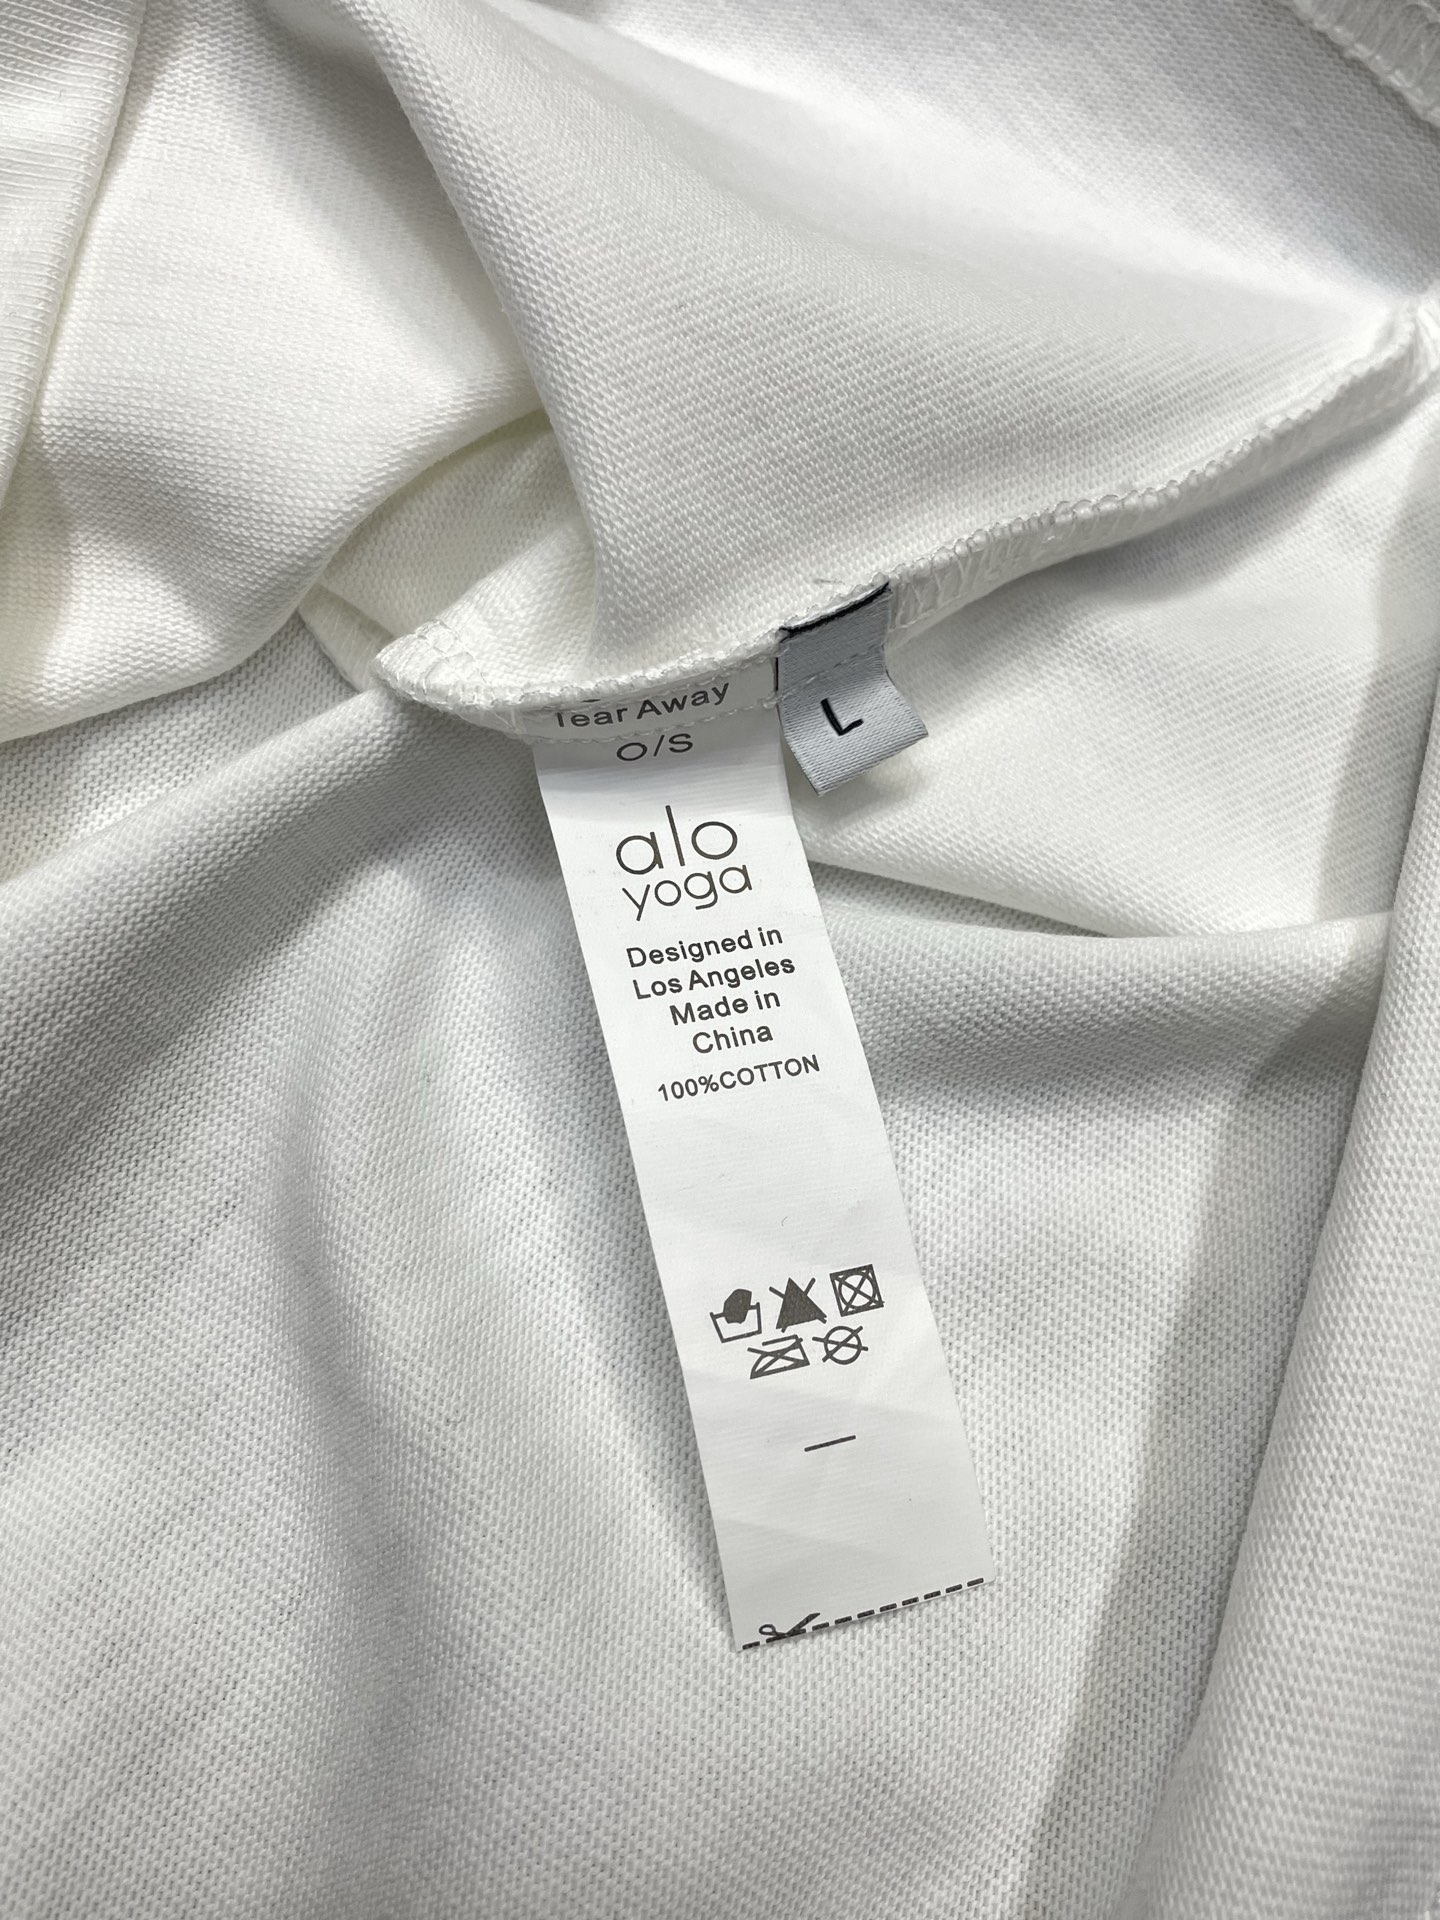 Tear Away
O/S
L
alo
yoga
Designed in
Los Angeles
Made in
China
100%COTTON